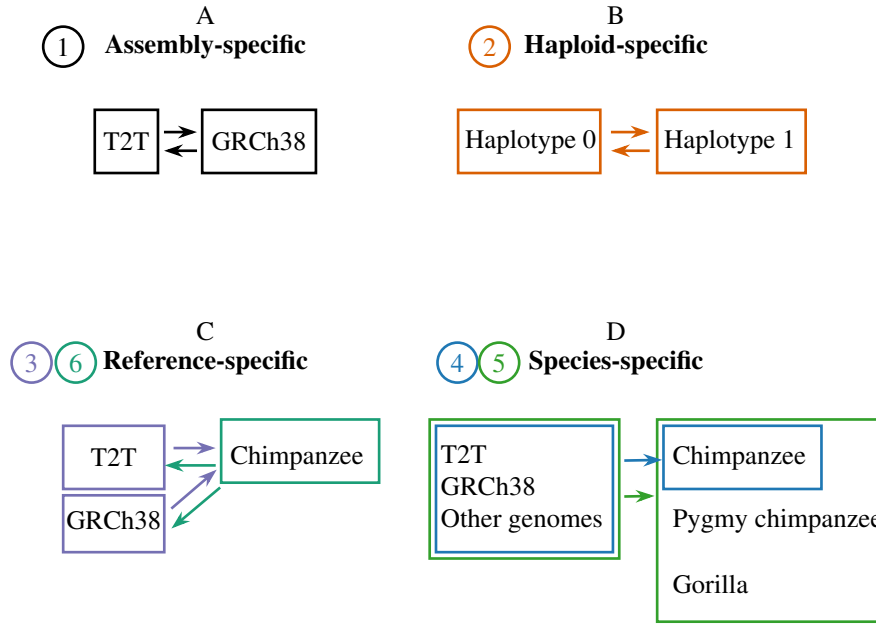 A
1 Assembly-specific
T2T
GRCh38
B
2 Haploid-specific
Haplotype 0
Haplotype 1
C
3 6 Reference-specific
T2T
GRCh38
Chimpanzee
D
4 5 Species-specific
T2T
GRCh38
Other genomes
Chimpanzee
Pygmy chimpanzee
Gorilla